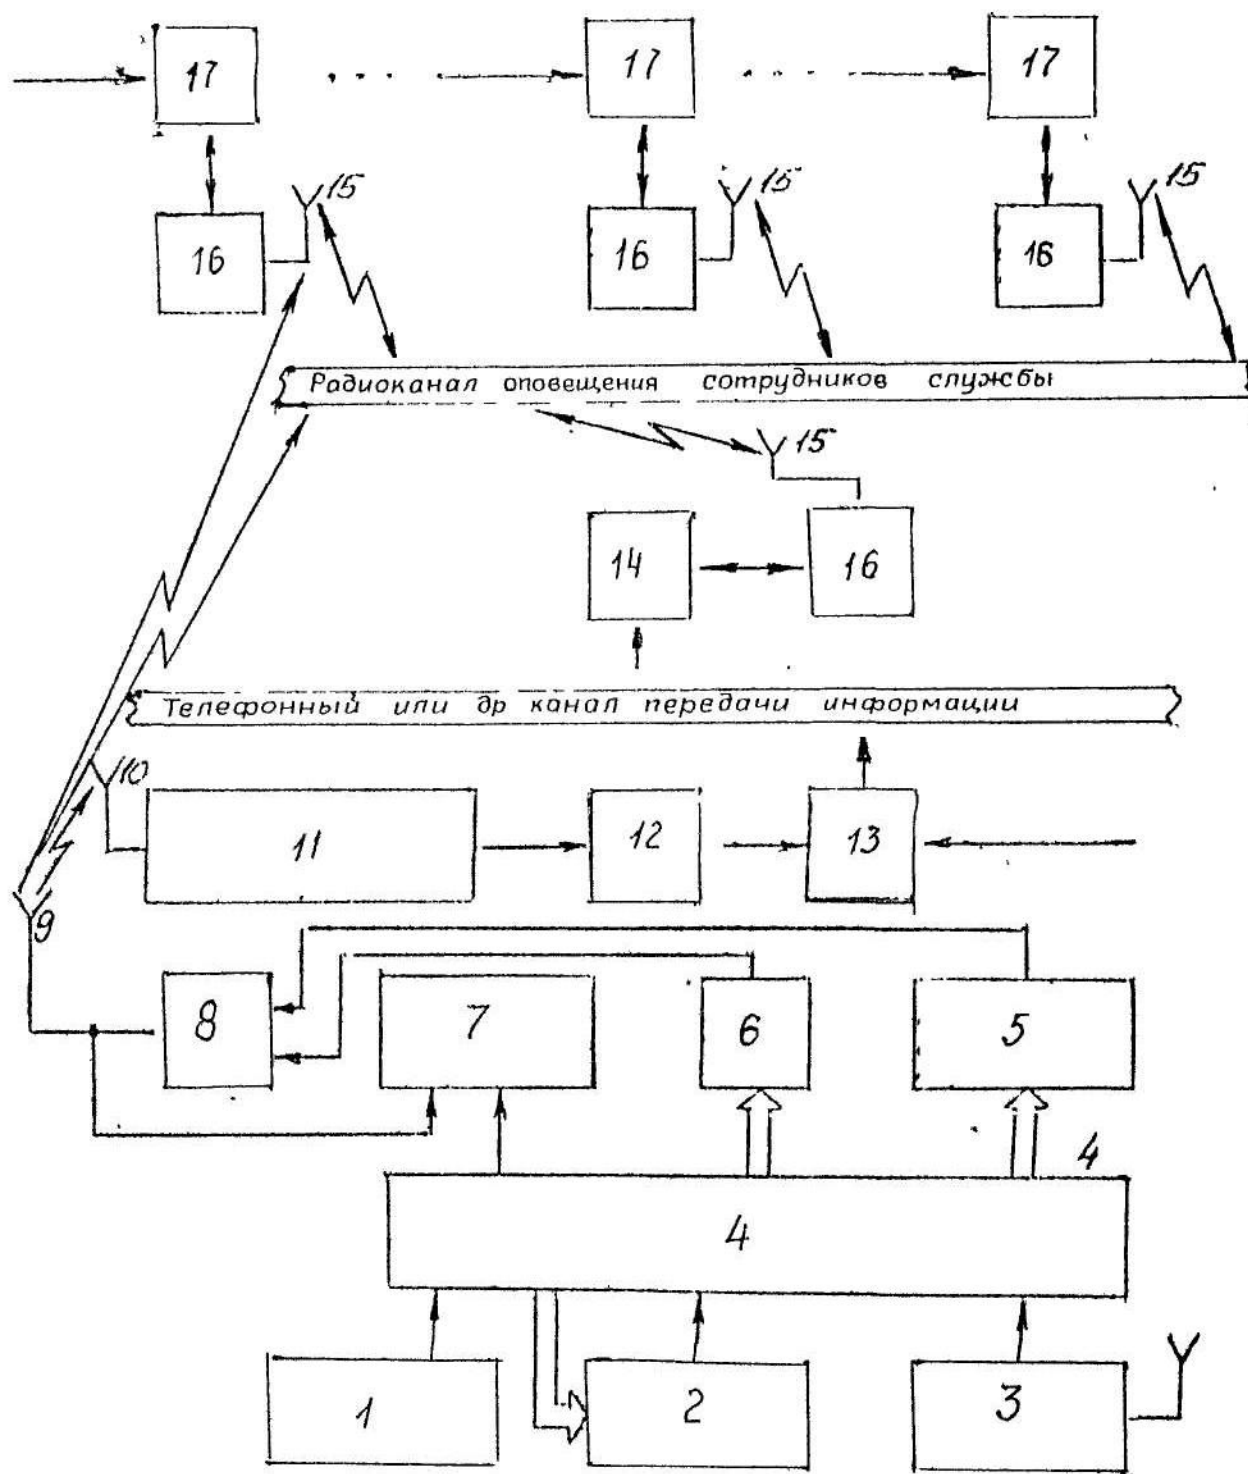 17 17 17
15 15 15
16 16 16
Радиоканал оповещения сотрудников службы
15
14 16
Телефонный или др канал передачи информации
10
11 12 13
9
8 7 6 5
4
4
1 2 3